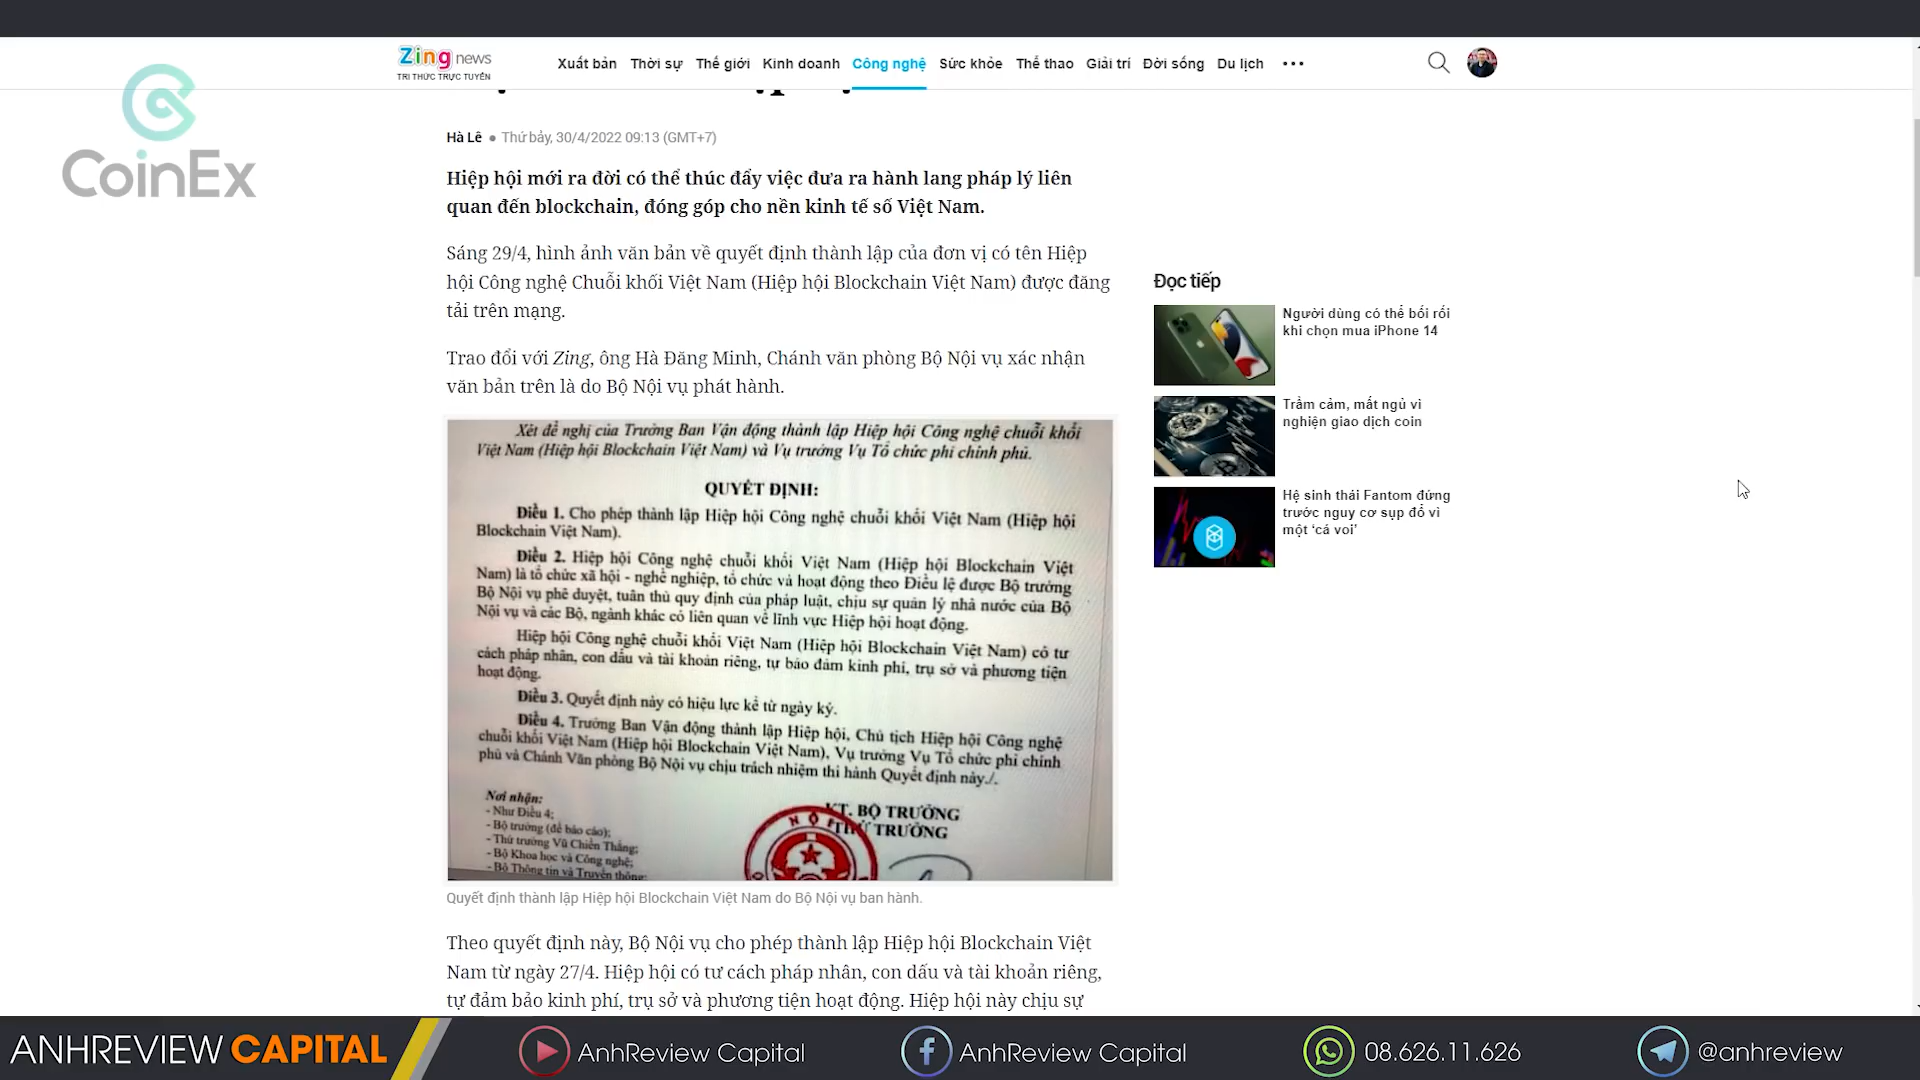 Zing news
TRI THỨC TRỰC TUYẾN
Xuất bản Thời sự Thế giới Kinh doanh Công nghệ Sức khỏe Thể thao Giải trí Đời sống Du lịch •••
CoinEx
Hà Lê • Thứ bảy, 30/4/2022 09:13 (GMT+7)
Hiệp hội mới ra đời có thể thúc đẩy việc đưa ra hành lang pháp lý liên
quan đến blockchain, đóng góp cho nền kinh tế số Việt Nam.
Sáng 29/4, hình ảnh văn bản về quyết định thành lập của đơn vị có tên Hiệp
hội Công nghệ Chuỗi khối Việt Nam (Hiệp hội Blockchain Việt Nam) được đăng
tải trên mạng.
Trao đổi với Zing, ông Hà Đăng Minh, Chánh văn phòng Bộ Nội vụ xác nhận
văn bản trên là do Bộ Nội vụ phát hành.
Xét đề nghị của Trưởng Ban Vận động thành lập Hiệp hội Công nghệ chuỗi khối
Việt Nam (Hiệp hội Blockchain Việt Nam) và Vụ trưởng Vụ Tổ chức phi chính phủ.
QUYẾT ĐỊNH:
Điều 1. Cho phép thành lập Hiệp hội Công nghệ chuỗi khối Việt Nam (Hiệp hội
Blockchain Việt Nam).
Điều 2. Hiệp hội Công nghệ chuỗi khối Việt Nam (Hiệp hội Blockchain Việt
Nam) là tổ chức xã hội - nghề nghiệp, tổ chức và hoạt động theo Điều lệ được Bộ trưởng
Bộ Nội vụ phê duyệt, tuân thủ quy định của pháp luật, chịu sự quản lý nhà nước của Bộ
Nội vụ và các Bộ, ngành khác có liên quan về lĩnh vực Hiệp hội hoạt động.
Hiệp hội Công nghệ chuỗi khối Việt Nam (Hiệp hội Blockchain Việt Nam) có tư
cách pháp nhân, con dấu và tài khoản riêng, tự bảo đảm kinh phí, trụ sở và phương tiện
hoạt động.
Điều 3. Quyết định này có hiệu lực kể từ ngày ký.
Điều 4. Trưởng Ban Vận động thành lập Hiệp hội, Chủ tịch Hiệp hội Công nghệ
chuỗi khối Việt Nam (Hiệp hội Blockchain Việt Nam), Vụ trưởng Vụ Tổ chức phi chính
phủ và Chánh Văn phòng Bộ Nội vụ chịu trách nhiệm thi hành Quyết định này./.
Nơi nhận:
- Như Điều 4;
- Bộ trưởng (để báo cáo);
- Thứ trưởng Vũ Chiến Thắng;
- Bộ Khoa học và Công nghệ;
- Bộ Thông tin và Truyền thông;
KT. BỘ TRƯỞNG
THỨ TRƯỞNG
Quyết định thành lập Hiệp hội Blockchain Việt Nam do Bộ Nội vụ ban hành.
Theo quyết định này, Bộ Nội vụ cho phép thành lập Hiệp hội Blockchain Việt
Nam từ ngày 27/4. Hiệp hội có tư cách pháp nhân, con dấu và tài khoản riêng,
tự đảm bảo kinh phí, trụ sở và phương tiện hoạt động. Hiệp hội này chịu sự
Đọc tiếp
Người dùng có thể bối rối
khi chọn mua iPhone 14
Trầm cảm, mất ngủ vì
nghiện giao dịch coin
Hệ sinh thái Fantom đứng
trước nguy cơ sụp đổ vì
một ‘cá voi’
ANHREVIEW CAPITAL AnhReview Capital AnhReview Capital 08.626.11.626 @anhreview